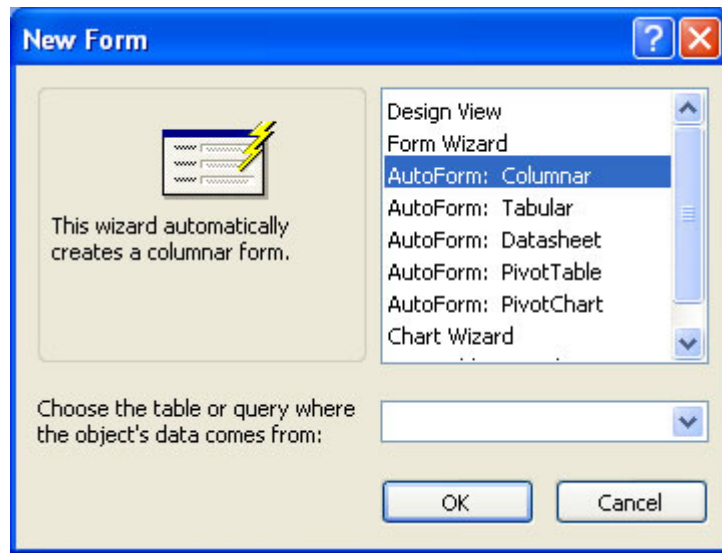 New Form
This wizard automatically
creates a columnar form.
Design View
Form Wizard
AutoForm: Columnar
AutoForm: Tabular
AutoForm: Datasheet
AutoForm: PivotTable
AutoForm: PivotChart
Chart Wizard
Choose the table or query where
the object's data comes from:
OK
Cancel